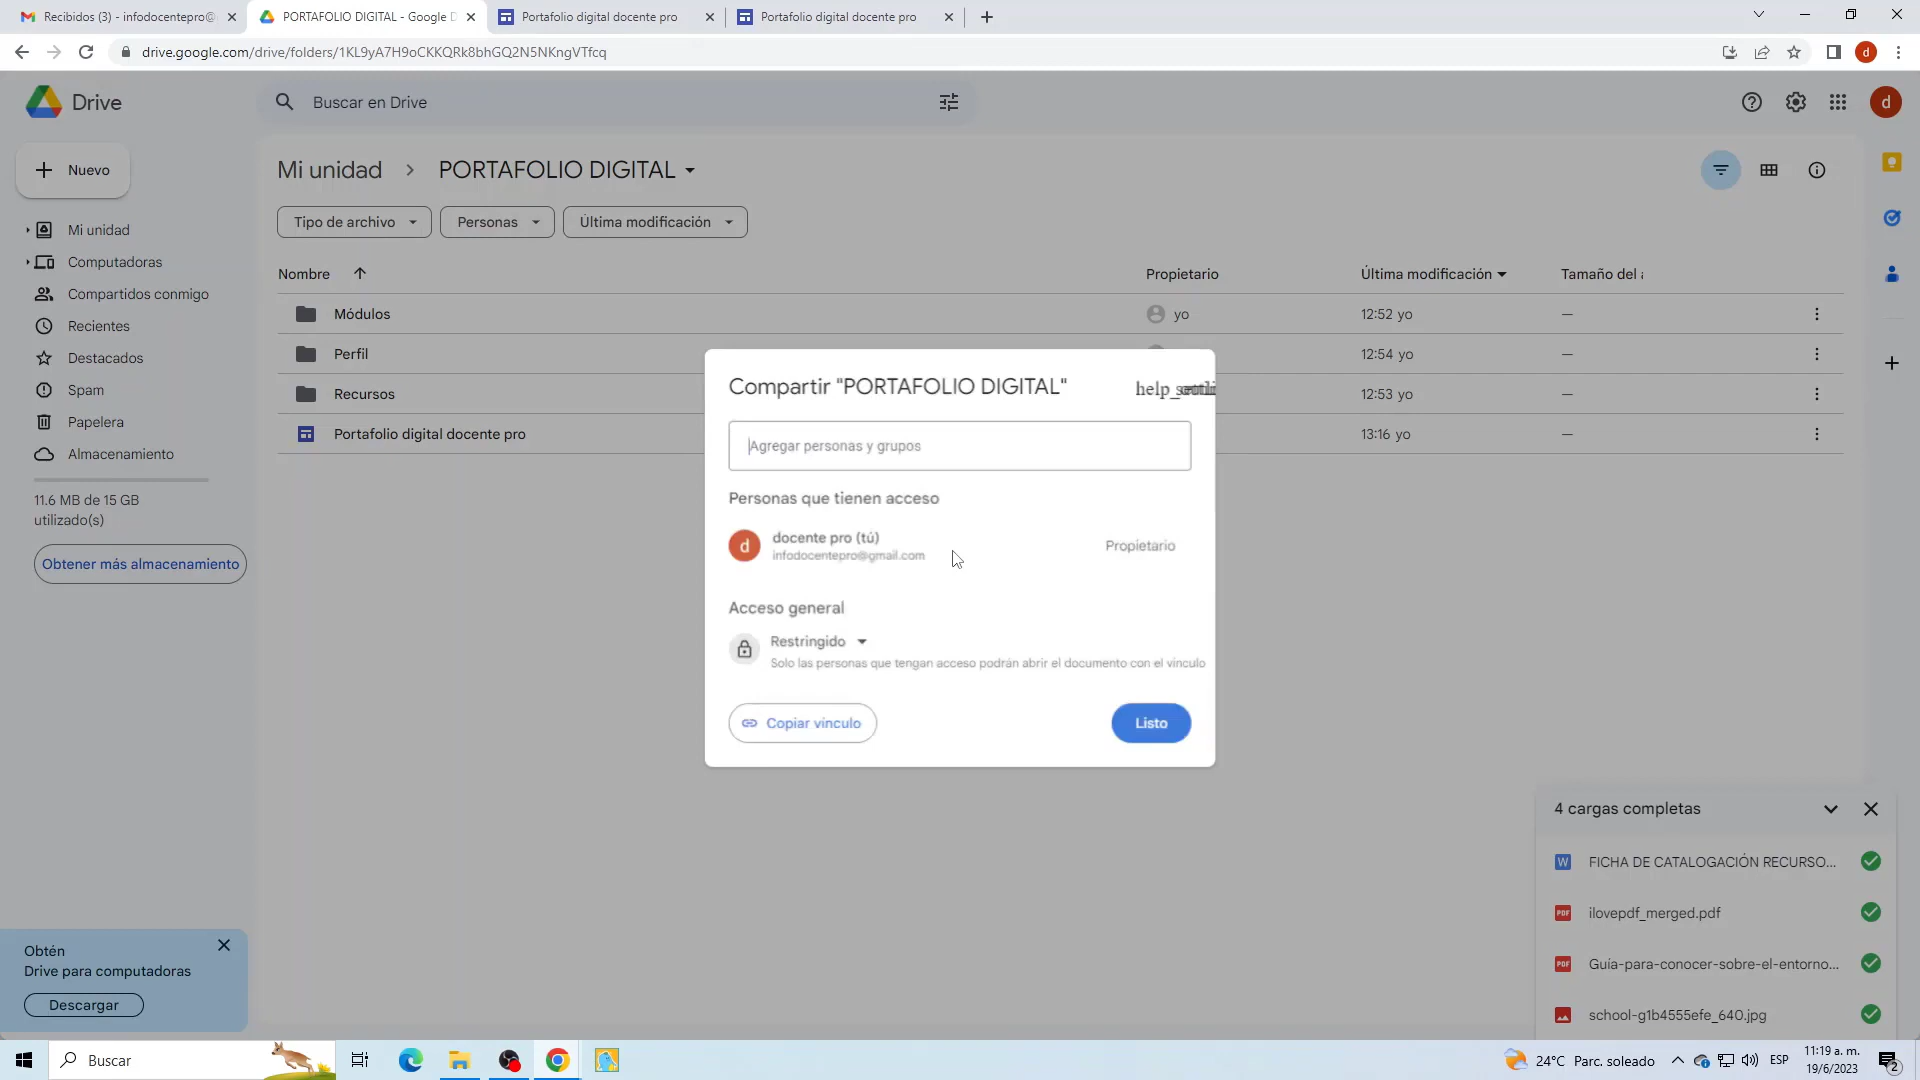 Recibidos (3) - infodocentepro@
PORTAFOLIO DIGITAL - Google D
Portafolio digital docente pro
Portafolio digital docente pro
drive.google.com/drive/folders/1KL9yA7H9oCKKQRk8bhGQ2N5NKngVTfcq
d
Drive
Buscar en Drive
d
Nuevo
Mi unidad
PORTAFOLIO DIGITAL
Tipo de archivo
Personas
Última modificación
Mi unidad
Computadoras
Compartidos conmigo
Recientes
Destacados
Spam
Papelera
Almacenamiento
11.6 MB de 15 GB
utilizado(s)
Obtener más almacenamiento
Nombre
Propietario
Última modificación
Tamaño del
Módulos
yo
12:52 yo
—
Perfil
12:54 yo
—
Recursos
12:53 yo
—
Portafolio digital docente pro
13:16 yo
—
Compartir "PORTAFOLIO DIGITAL"
Agregar personas y grupos
Personas que tienen acceso
d
docente pro (tú)
infodocentepro@gmail.com
Propietario
Acceso general
Restringido
Solo las personas que tengan acceso podrán abrir el documento con el vínculo
Copiar vínculo
Listo
4 cargas completas
W
FICHA DE CATALOGACIÓN RECURSO...
PDF
ilovepdf_merged.pdf
PDF
Guía-para-conocer-sobre-el-entorno...
school-g1b4555efe_640.jpg
Obtén
Drive para computadoras
Descargar
Buscar
24°C Parc. soleado
ESP
11:19 a. m.
19/6/2023
2